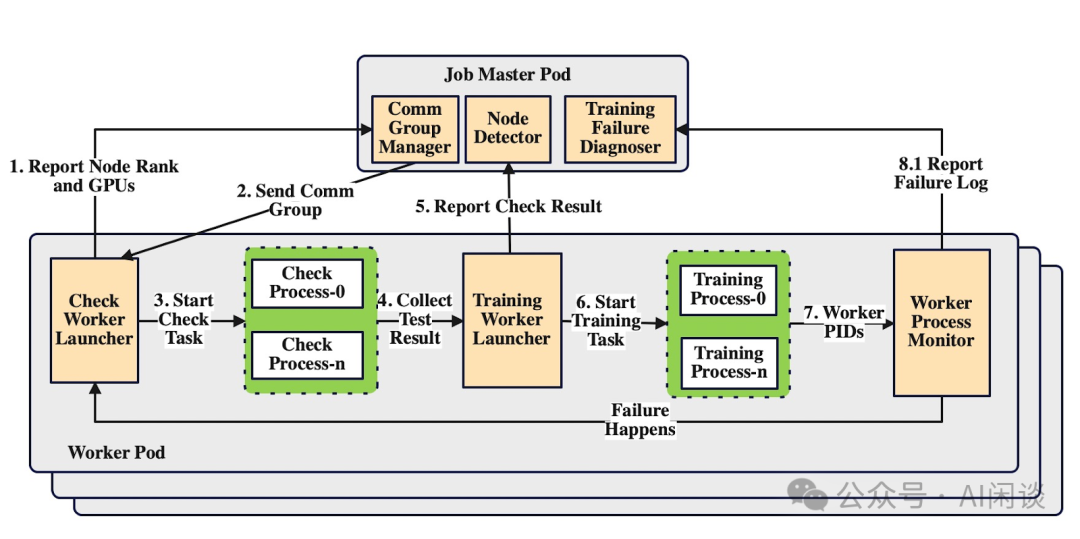 Job Master Pod
Comm
Group
Manager
Node
Detector
Training
Failure
Diagnoser
1. Report Node Rank
and GPUs
2. Send Comm
Group
5. Report Check Result
8.1 Report
Failure Log
Check
Worker
Launcher
3. Start
Check
Task
Check
Process-0
Check
Process-n
4. Collect
Test
Result
Training
Worker
Launcher
6. Start
Training
Task
Training
Process-0
Training
Process-n
7. Worker
PIDs
Worker
Process
Monitor
Failure
Happens
Worker Pod
公众号 · AI闲谈